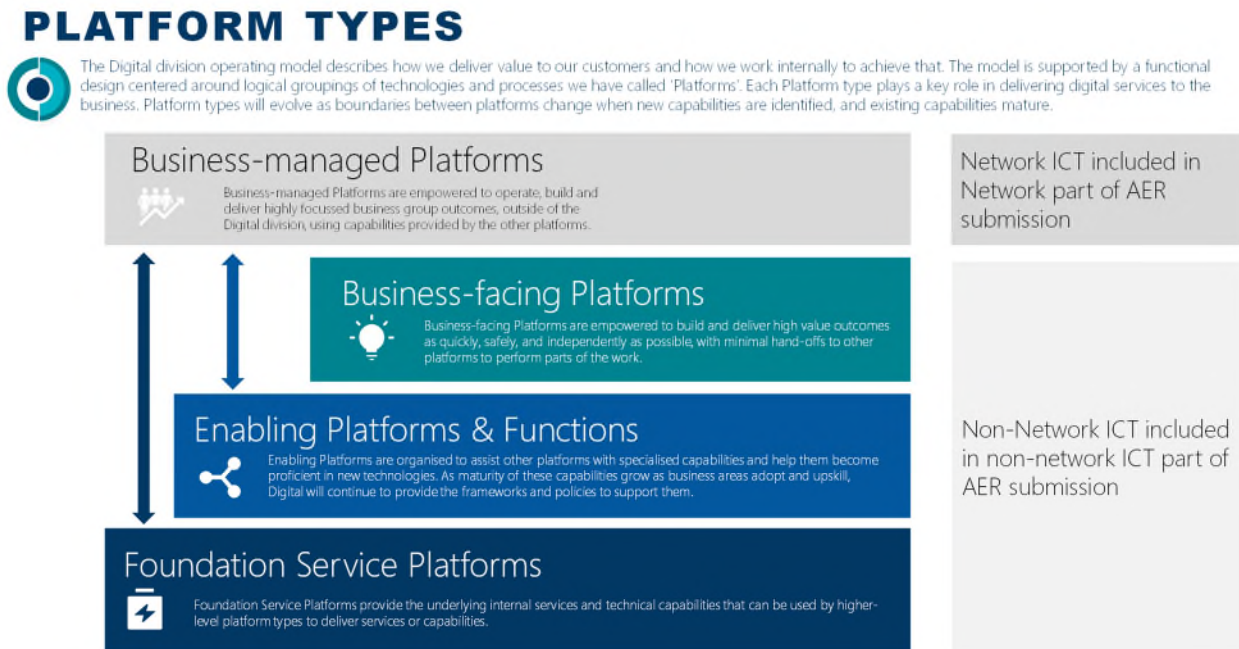 PLATFORM TYPES
The Digital division operating model describes how we deliver value to our customers and how we work internally to achieve that. The model is supported by a functional
design centered around logical groupings of technologies and processes we have called 'Platforms'. Each Platform type plays a key role in delivering digital services to the
business. Platform types will evolve as boundaries between platforms change when new capabilities are identified, and existing capabilities mature.
Business-managed Platforms
Business-managed Platforms are empowered to operate, build and
deliver highly focussed business group outcomes, outside of the
Digital division, using capabilities provided by the other platforms.
Network ICT included in
Network part of AER
submission
Business-facing Platforms
Business-facing Platforms are empowered to build and deliver high value outcomes
as quickly, safely, and independently as possible, with minimal hand-offs to other
platforms to perform parts of the work.
Enabling Platforms & Functions
Enabling Platforms are organised to assist other platforms with specialised capabilities and help them become
proficient in new technologies. As maturity of these capabilities grow as business areas adopt and upskill,
Digital will continue to provide the frameworks and policies to support them.
Non-Network ICT included
in non-network ICT part of
AER submission
Foundation Service Platforms
Foundation Service Platforms provide the underlying internal services and technical capabilities that can be used by higher-
level platform types to deliver services or capabilities.